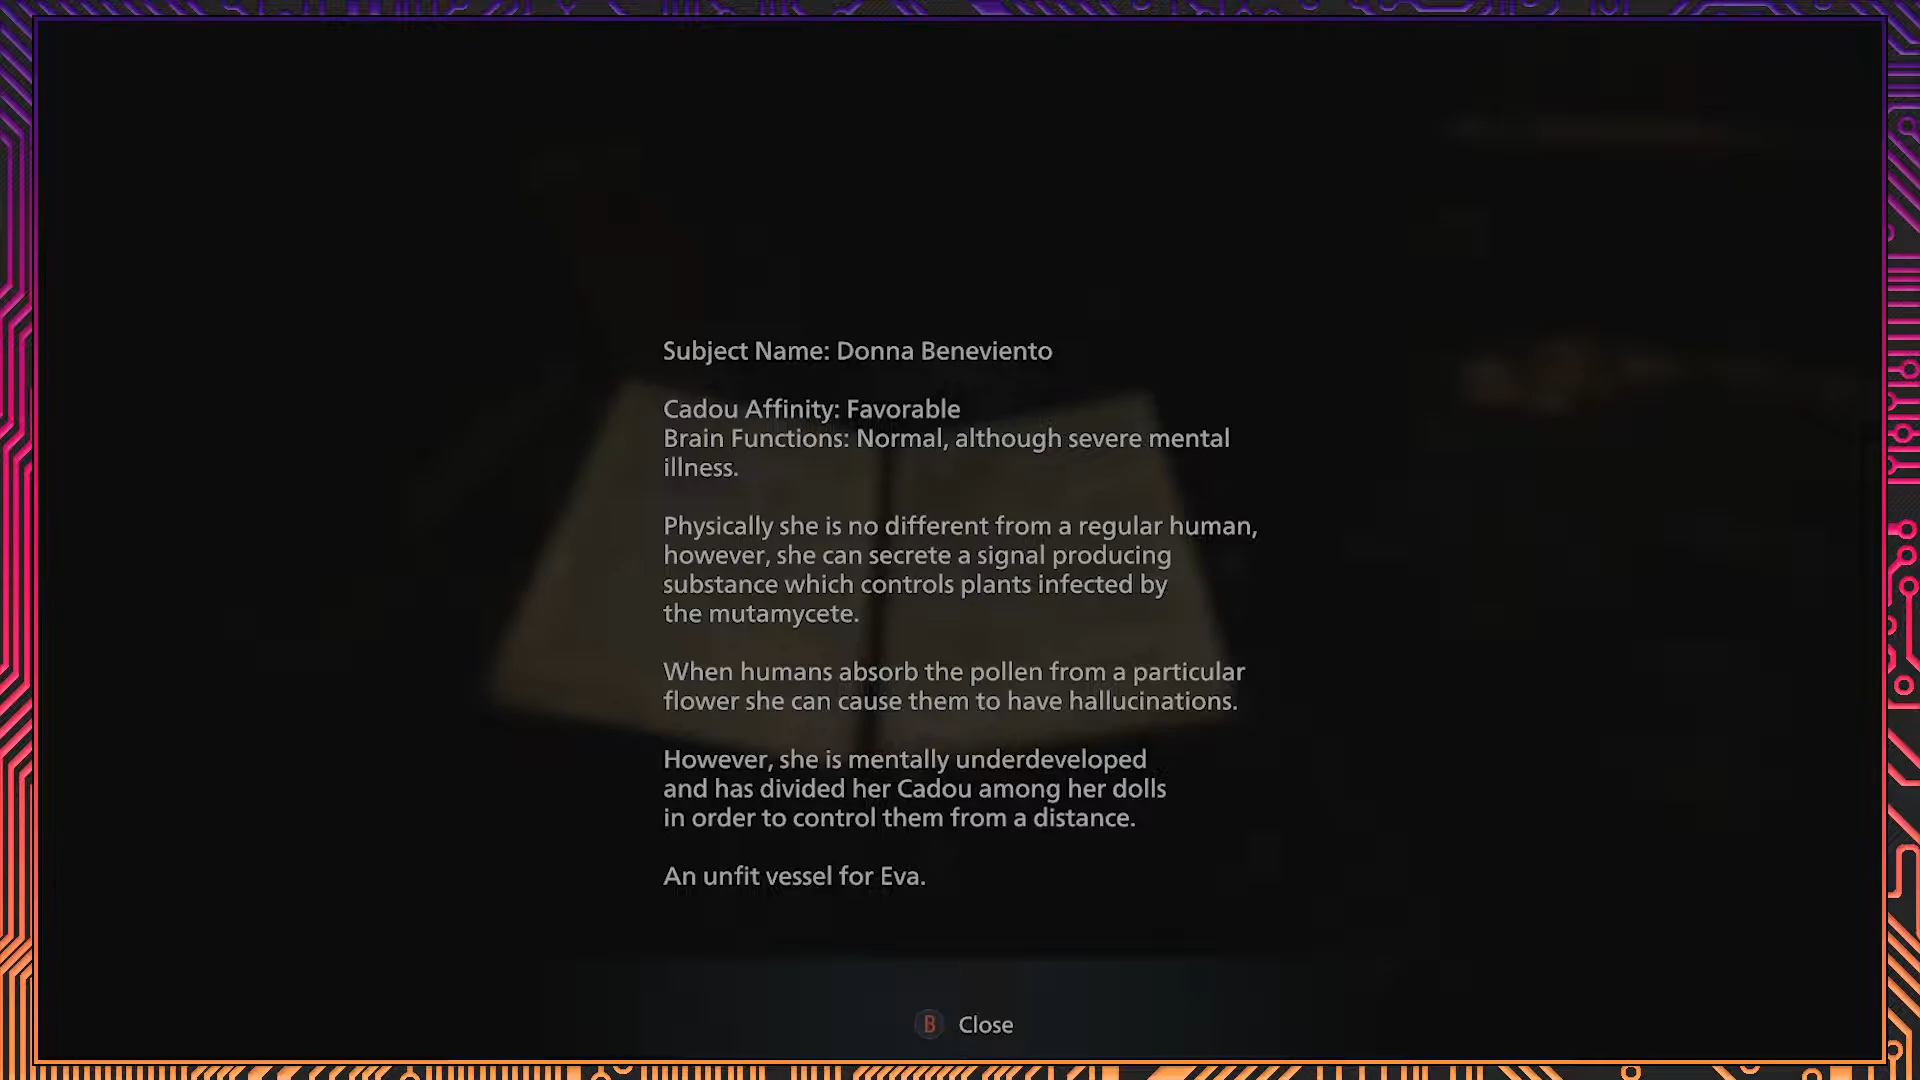 Subject Name: Donna Beneviento
Cadou Affinity: Favorable
Brain Functions: Normal, although severe mental
illness.
Physically she is no different from a regular human,
however, she can secrete a signal producing
substance which controls plants infected by
the mutamycete.
When humans absorb the pollen from a particular
flower she can cause them to have hallucinations.
However, she is mentally underdeveloped
and has divided her Cadou among her dolls
in order to control them from a distance.
An unfit vessel for Eva.
B Close